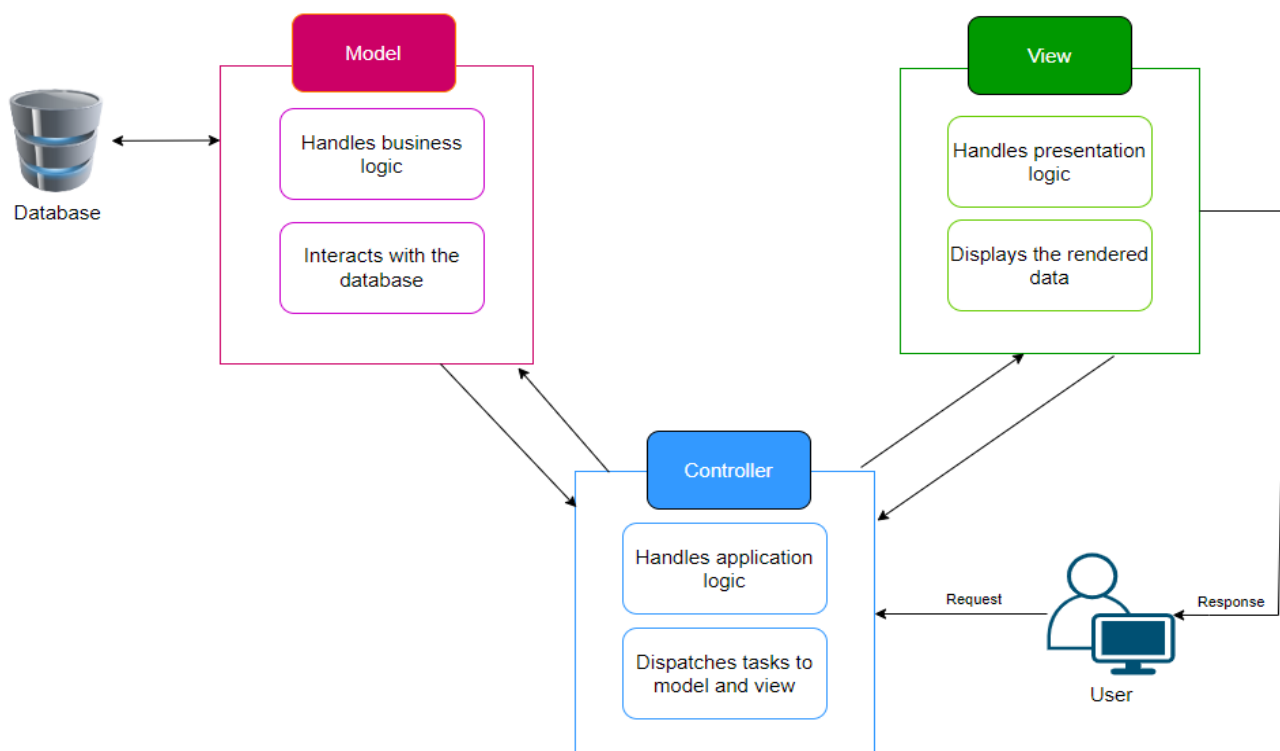 Model
View
Handles business
logic
Handles presentation
logic
Database
Interacts with the
database
Displays the rendered
data
Controller
Handles application
logic
Request
Response
Dispatches tasks to
model and view
User